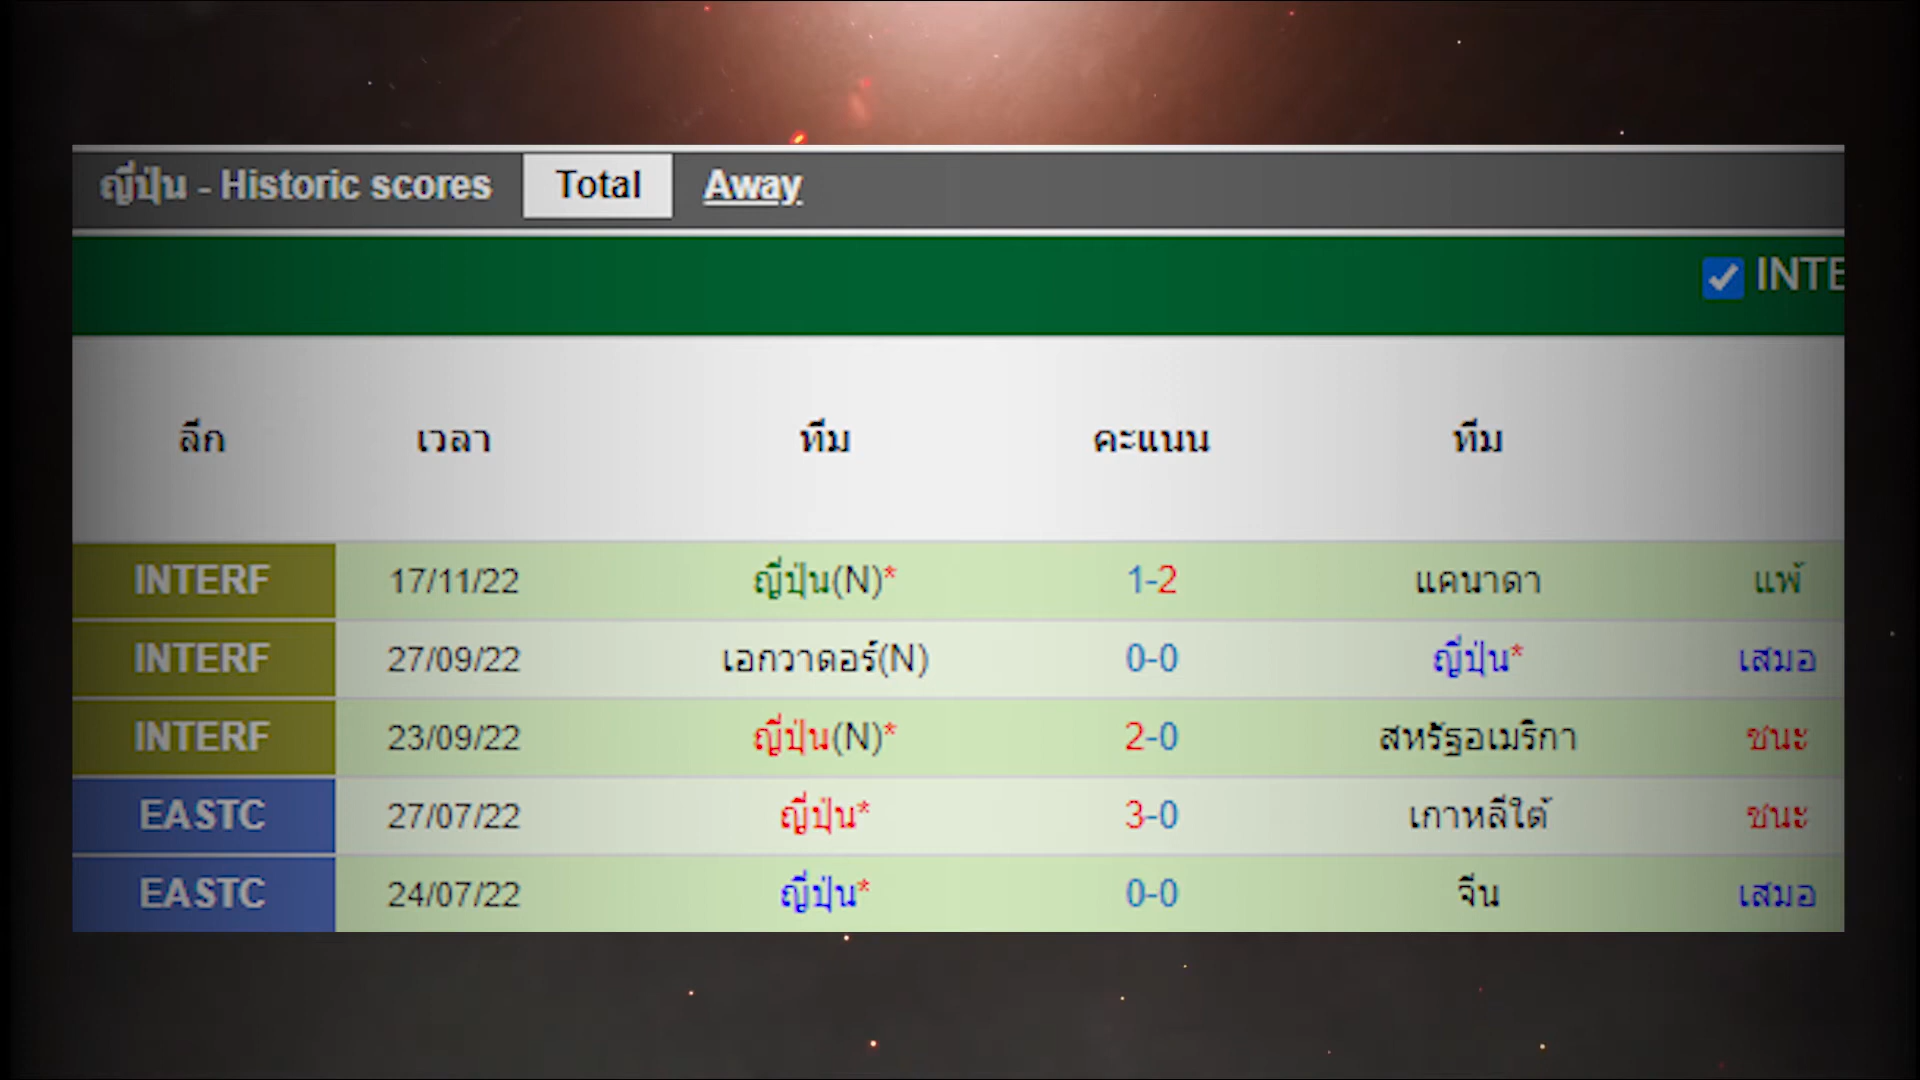 ญี่ปุ่น - Historic scores Total Away
INTE
ลีก เวลา ทีม คะแนน ทีม
INTERF 17/11/22 ญี่ปุ่น(N)* 1-2 แคนาดา แพ้
INTERF 27/09/22 เอกวาดอร์(N) 0-0 ญี่ปุ่น* เสมอ
INTERF 23/09/22 ญี่ปุ่น(N)* 2-0 สหรัฐอเมริกา ชนะ
EASTC 27/07/22 ญี่ปุ่น* 3-0 เกาหลีใต้ ชนะ
EASTC 24/07/22 ญี่ปุ่น* 0-0 จีน เสมอ